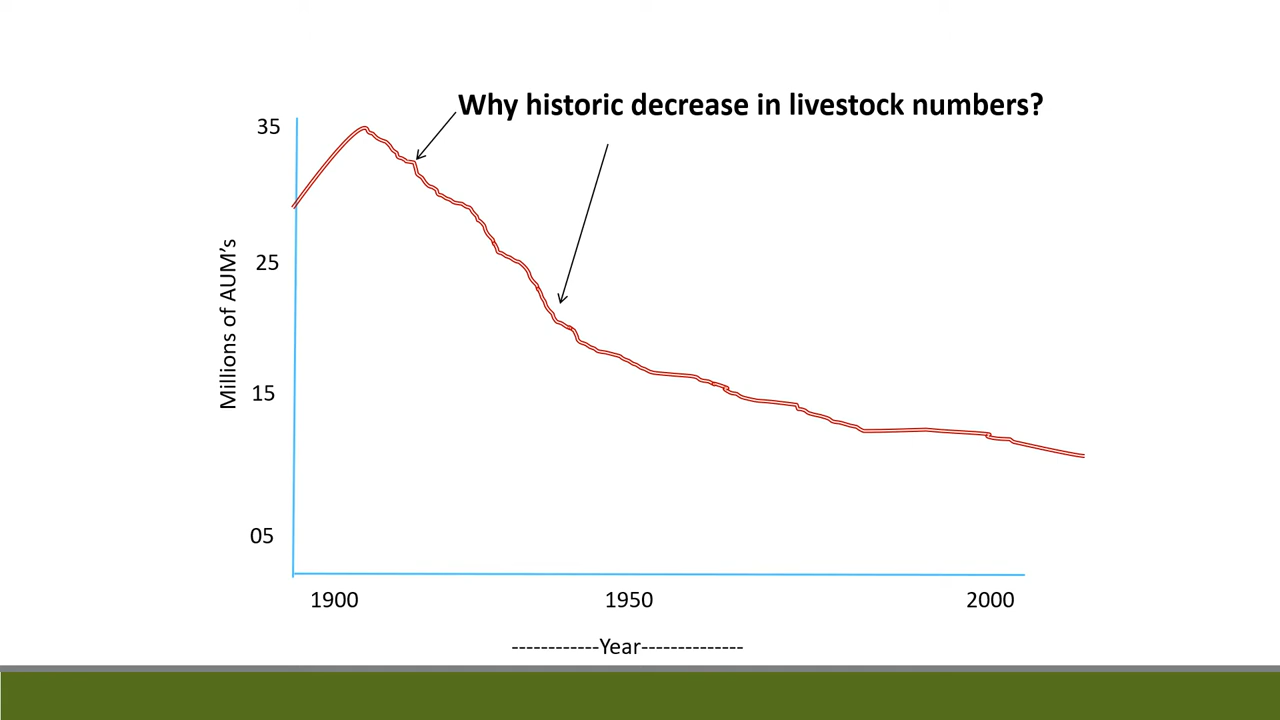 Why historic decrease in livestock numbers?
35
25
15
05
Millions of AUM's
1900 1950 2000
------------Year--------------